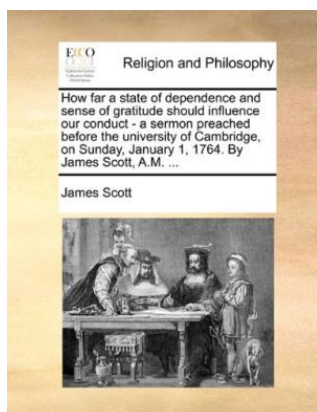 ECCO
Religion and Philosophy
How far a state of dependence and
sense of gratitude should influence
our conduct - a sermon preached
before the university of Cambridge,
on Sunday, January 1, 1764. By
James Scott, A.M. ...
James Scott